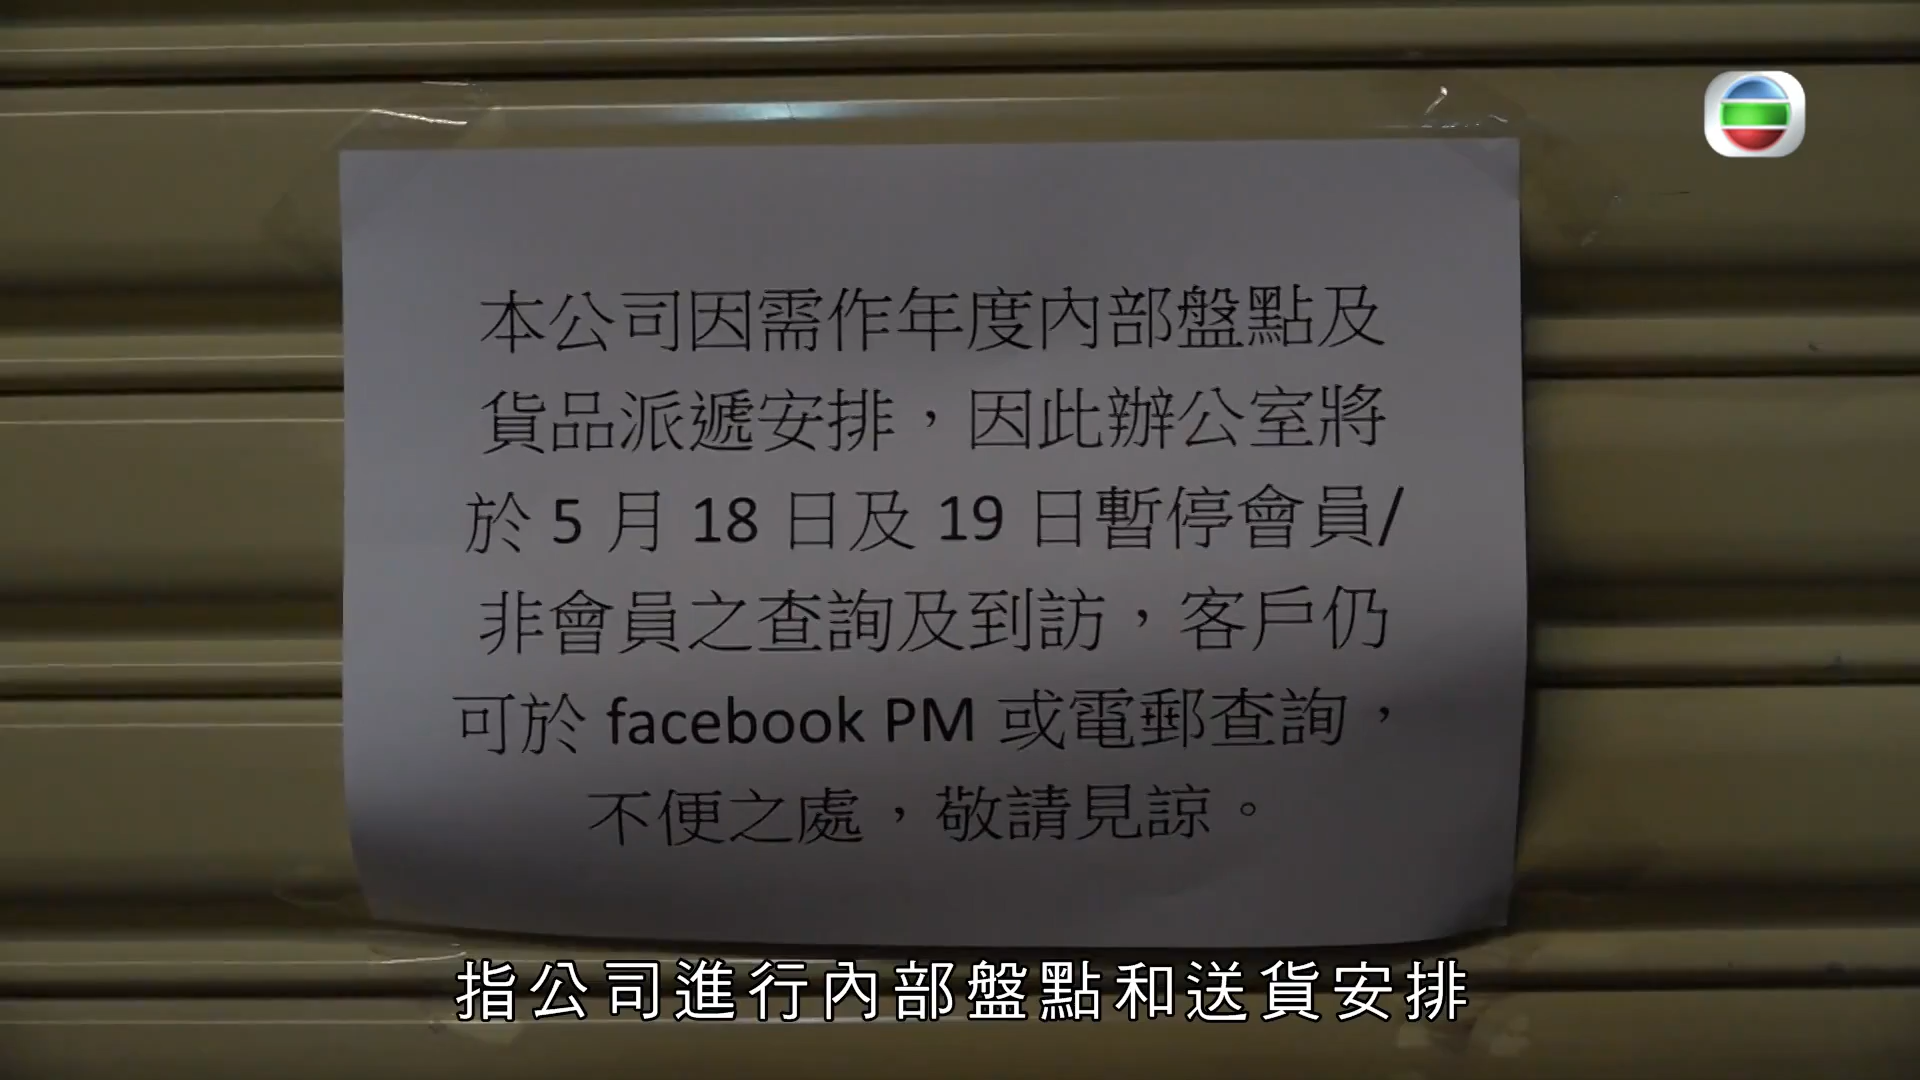 本公司因需作年度內部盤點及
貨品派遞安排，因此辦公室將
於 5 月 18 日及 19 日暫停會員/
非會員之查詢及到訪，客戶仍
可於 facebook PM 或電郵查詢，
不便之處，敬請見諒。
指公司進行內部盤點和送貨安排